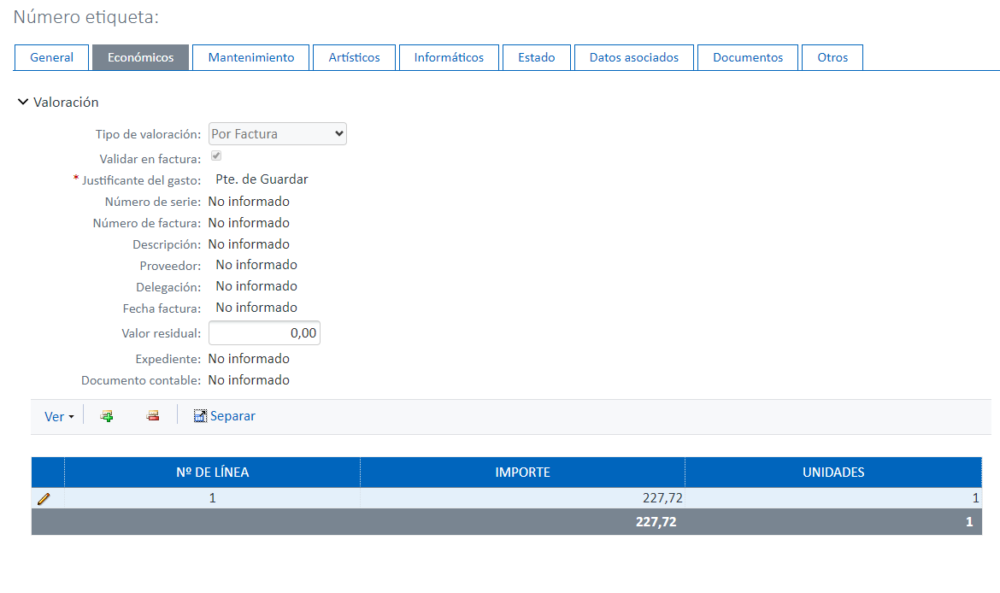 Número etiqueta:
General Económicos Mantenimiento Artísticos Informáticos Estado Datos asociados Documentos Otros
Valoración
Tipo de valoración: Por Factura
Validar en factura:
* Justificante del gasto: Pte. de Guardar
Número de serie: No informado
Número de factura: No informado
Descripción: No informado
Proveedor: No informado
Delegación: No informado
Fecha factura: No informado
Valor residual: 0,00
Expediente: No informado
Documento contable: No informado
Ver Separar
Nº DE LÍNEA IMPORTE UNIDADES
1 227,72 1
227,72 1